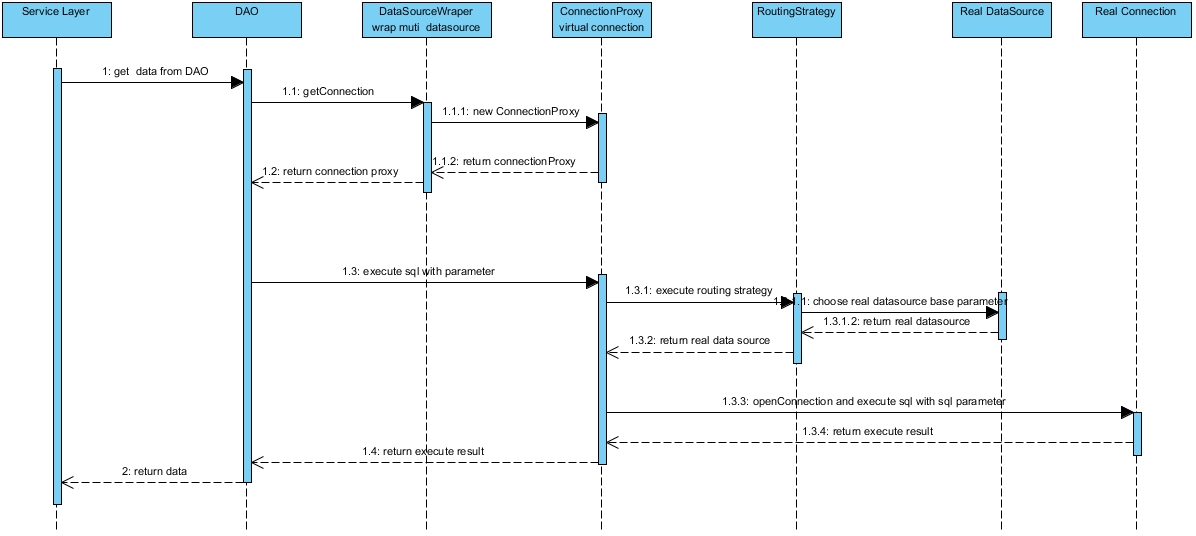 Service Layer
DAO
DataSourceWraper
wrap muti datasource
ConnectionProxy
virtual connection
RoutingStrategy
Real DataSource
Real Connection
1: get data from DAO
1.1: getConnection
1.1.1: new ConnectionProxy
1.1.2: return connectionProxy
1.2: return connection proxy
1.3: execute sql with parameter
1.3.1: execute routing strategy
1.3.1.1: choose real datasource base parameter
1.3.1.2: return real datasource
1.3.2: return real data source
1.3.3: openConnection and execute sql with sql parameter
1.3.4: return execute result
1.4: return execute result
2: return data